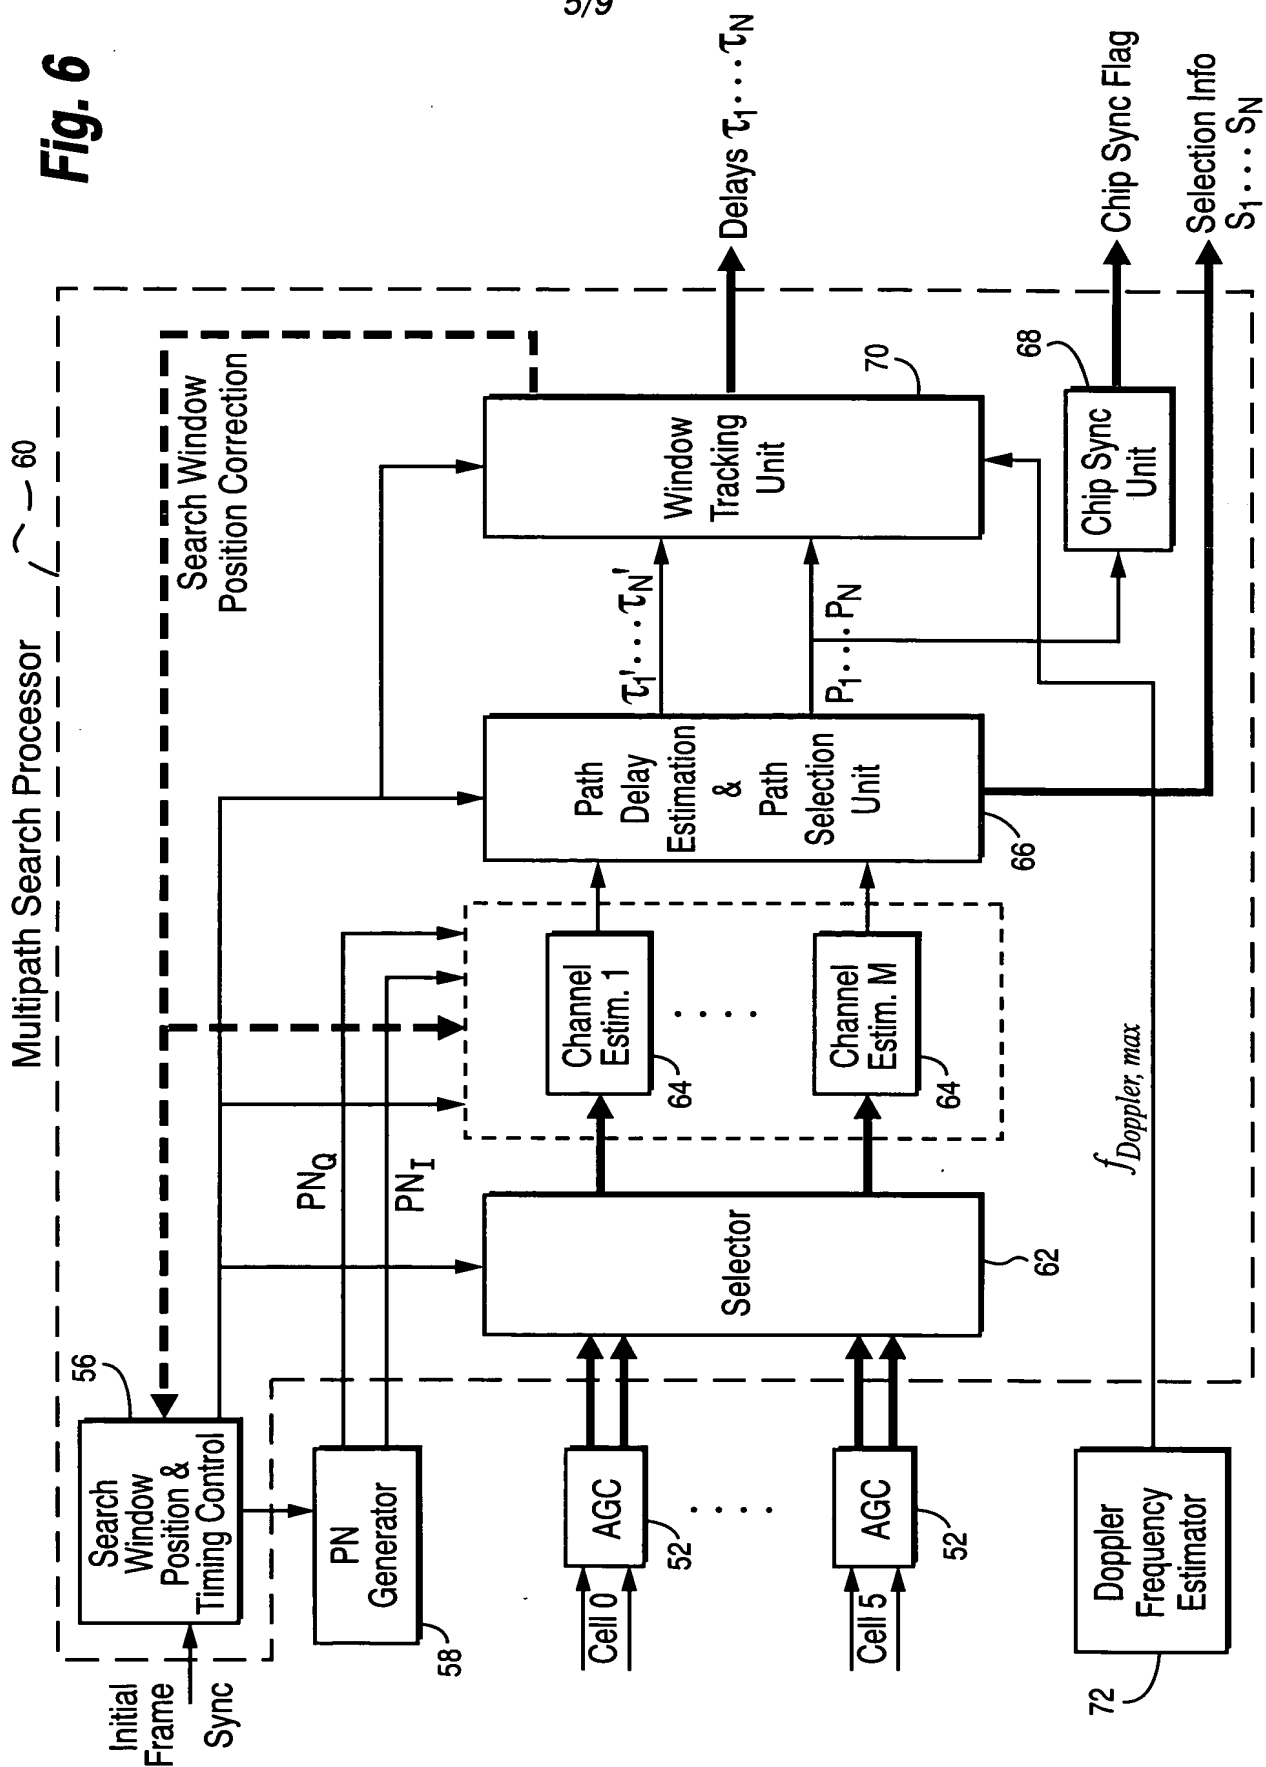 5/9
Fig. 6
Multipath Search Processor
60
Initial
Frame
Sync
56
Search
Window
Position &
Timing Control
Search Window
Position Correction
PN
Generator
58
PNQ
PNI
Cell 0
AGC
52
. . . .
Cell 5
AGC
52
Selector
62
Channel
Estim. 1
64
. . . .
Channel
Estim. M
64
Path
Delay
Estimation
&
Path
Selection
Unit
66
τ1'. . . . τN'
P1. . . . PN
Window
Tracking
Unit
70
Chip Sync
Unit
68
Doppler
Frequency
Estimator
72
fDoppler, max
Delays τ1. . . . τN
Chip Sync Flag
Selection Info
S1. . . . SN